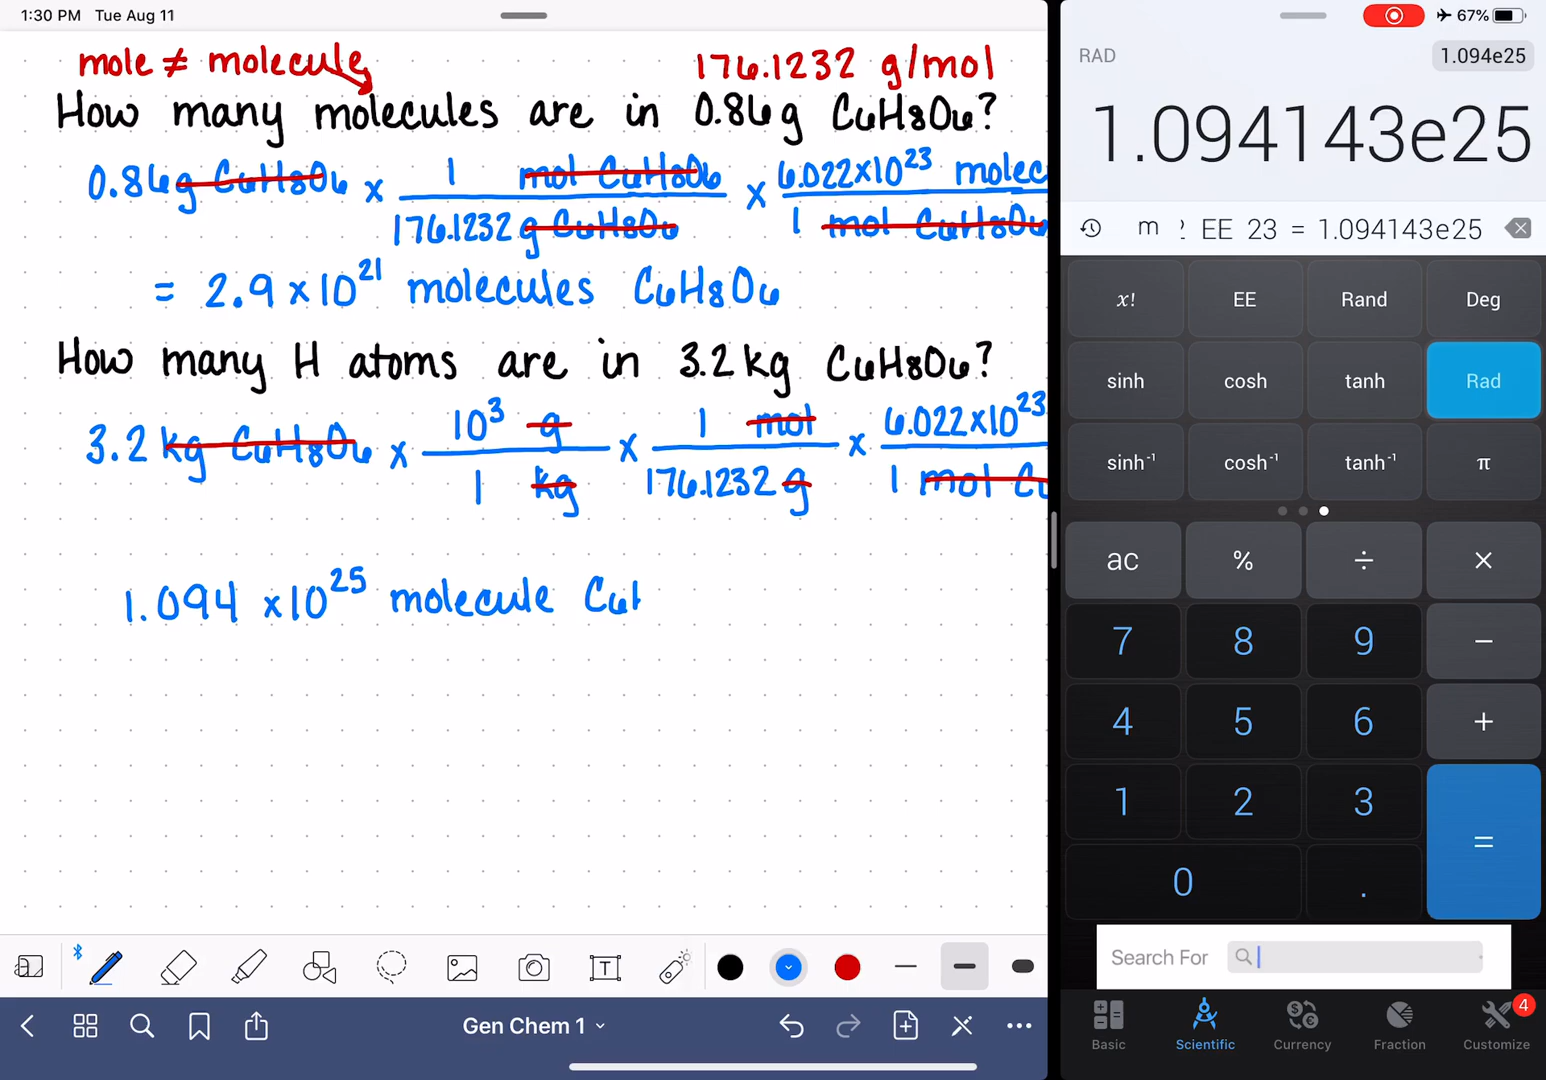 1:30 PM Tue Aug 11
mole ≠ molecule
176.1232 g/mol
How many molecules are in 0.86g C6H8O6?
0.86g C6H8O6 x 1 mol C6H8O6 / 176.1232 g C6H8O6 x 6.022x10^23 molec / 1 mol C6H8O6
= 2.9 x 10^21 molecules C6H8O6
How many H atoms are in 3.2 kg C6H8O6?
3.2 kg C6H8O6 x 10^3 g / 1 kg x 1 mol / 176.1232 g x 6.022x10^23 / 1 mol C6
1.094 x10^25 molecule C6
T
Gen Chem 1
67%
RAD
1.094e25
1.094143e25
m 2 EE 23 = 1.094143e25
x! EE Rand Deg
sinh cosh tanh Rad
sinh⁻¹ cosh⁻¹ tanh⁻¹ π
ac % ÷ ×
7 8 9 −
4 5 6 +
1 2 3 =
0 .
Search For
4
Basic Scientific Currency Fraction Customize